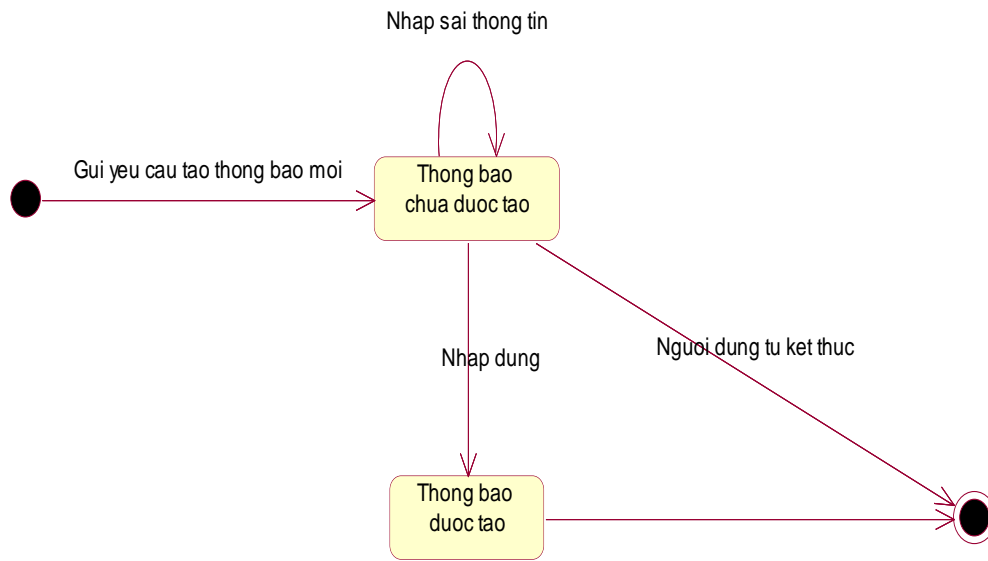 Nhap sai thong tin
Gui yeu cau tao thong bao moi
Thong bao
chua duoc tao
Nhap dung
Nguoi dung tu ket thuc
Thong bao
duoc tao